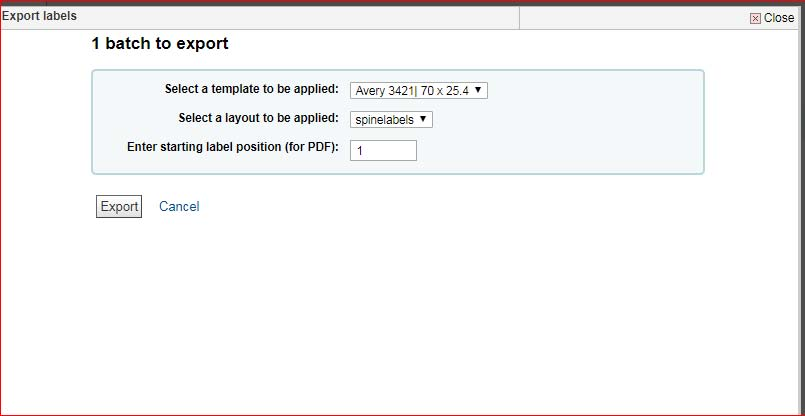 Export labels
Close
1 batch to export
Select a template to be applied: Avery 3421| 70 x 25.4
Select a layout to be applied: spinelabels
Enter starting label position (for PDF): 1
Export Cancel